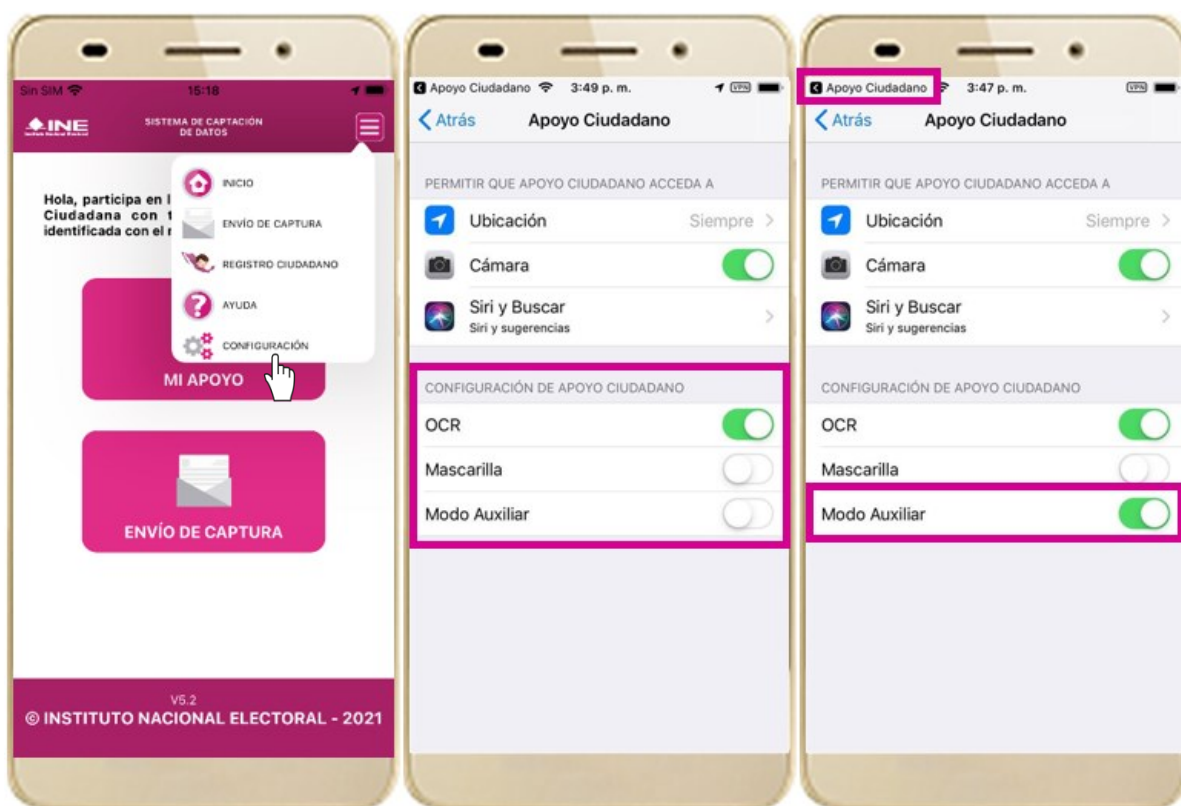 Sin SIM 15:18
INE
Instituto Nacional Electoral
SISTEMA DE CAPTACIÓN
DE DATOS
INICIO
ENVÍO DE CAPTURA
REGISTRO CIUDADANO
AYUDA
CONFIGURACIÓN
Hola, participa en
Ciudadana con
identificada con el
MI APOYO
ENVÍO DE CAPTURA
V5.2
© INSTITUTO NACIONAL ELECTORAL - 2021
Apoyo Ciudadano 3:49 p. m. VPN
Atrás Apoyo Ciudadano
PERMITIR QUE APOYO CIUDADANO ACCEDA A
Ubicación Siempre
Cámara
Siri y Buscar
Siri y sugerencias
CONFIGURACIÓN DE APOYO CIUDADANO
OCR
Mascarilla
Modo Auxiliar
Apoyo Ciudadano 3:47 p. m. VPN
Atrás Apoyo Ciudadano
PERMITIR QUE APOYO CIUDADANO ACCEDA A
Ubicación Siempre
Cámara
Siri y Buscar
Siri y sugerencias
CONFIGURACIÓN DE APOYO CIUDADANO
OCR
Mascarilla
Modo Auxiliar